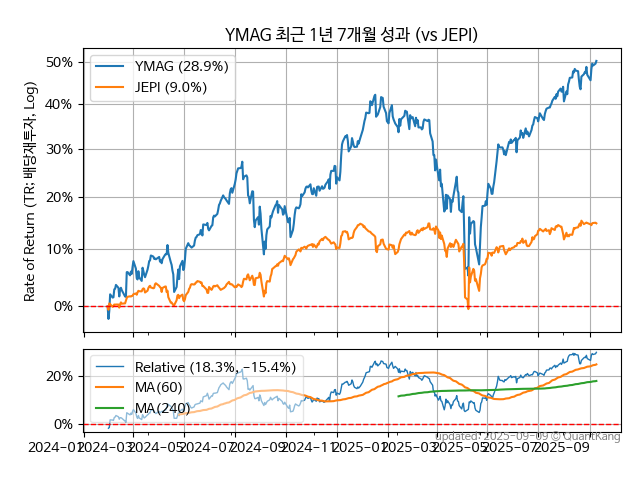 YMAG 최근 1년 7개월 성과 (vs JEPI)
50%
40%
30%
20%
10%
0%
Rate of Return (TR: 배당재투자, Log)
YMAG (28.9%)
JEPI (9.0%)
20%
0%
Relative (18.3%, -15.4%)
MA(60)
MA(240)
2024-01 2024-03 2024-05 2024-07 2024-09 2024-11 2025-01 2025-03 2025-05 2025-07 2025-09
updated: 2025-09-09 © QuantKang